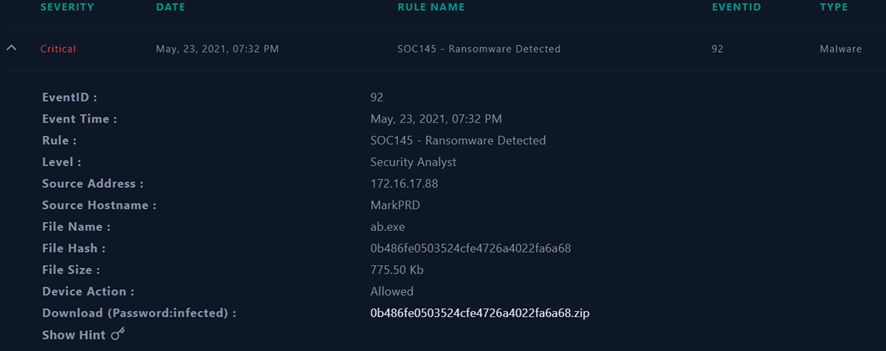 SEVERITY DATE RULE NAME EVENTID TYPE
Critical May, 23, 2021, 07:32 PM SOC145 - Ransomware Detected 92 Malware
EventID : 92
Event Time : May, 23, 2021, 07:32 PM
Rule : SOC145 - Ransomware Detected
Level : Security Analyst
Source Address : 172.16.17.88
Source Hostname : MarkPRD
File Name : ab.exe
File Hash : 0b486fe0503524cfe4726a4022fa6a68
File Size : 775.50 Kb
Device Action : Allowed
Download (Password:infected) : 0b486fe0503524cfe4726a4022fa6a68.zip
Show Hint